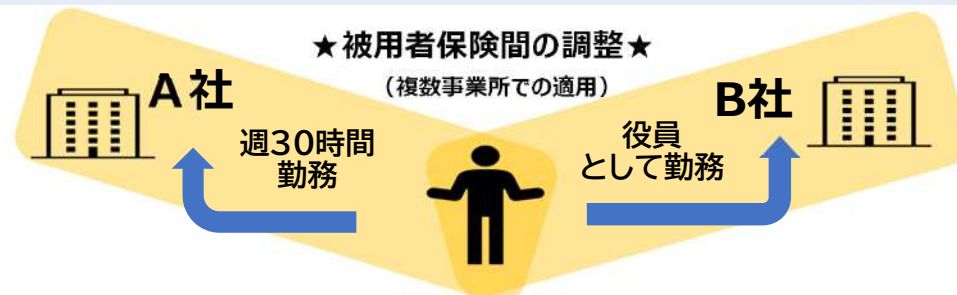 ★被用者保険間の調整★
(複数事業所での適用)
A社
週30時間
勤務
B社
役員
として勤務